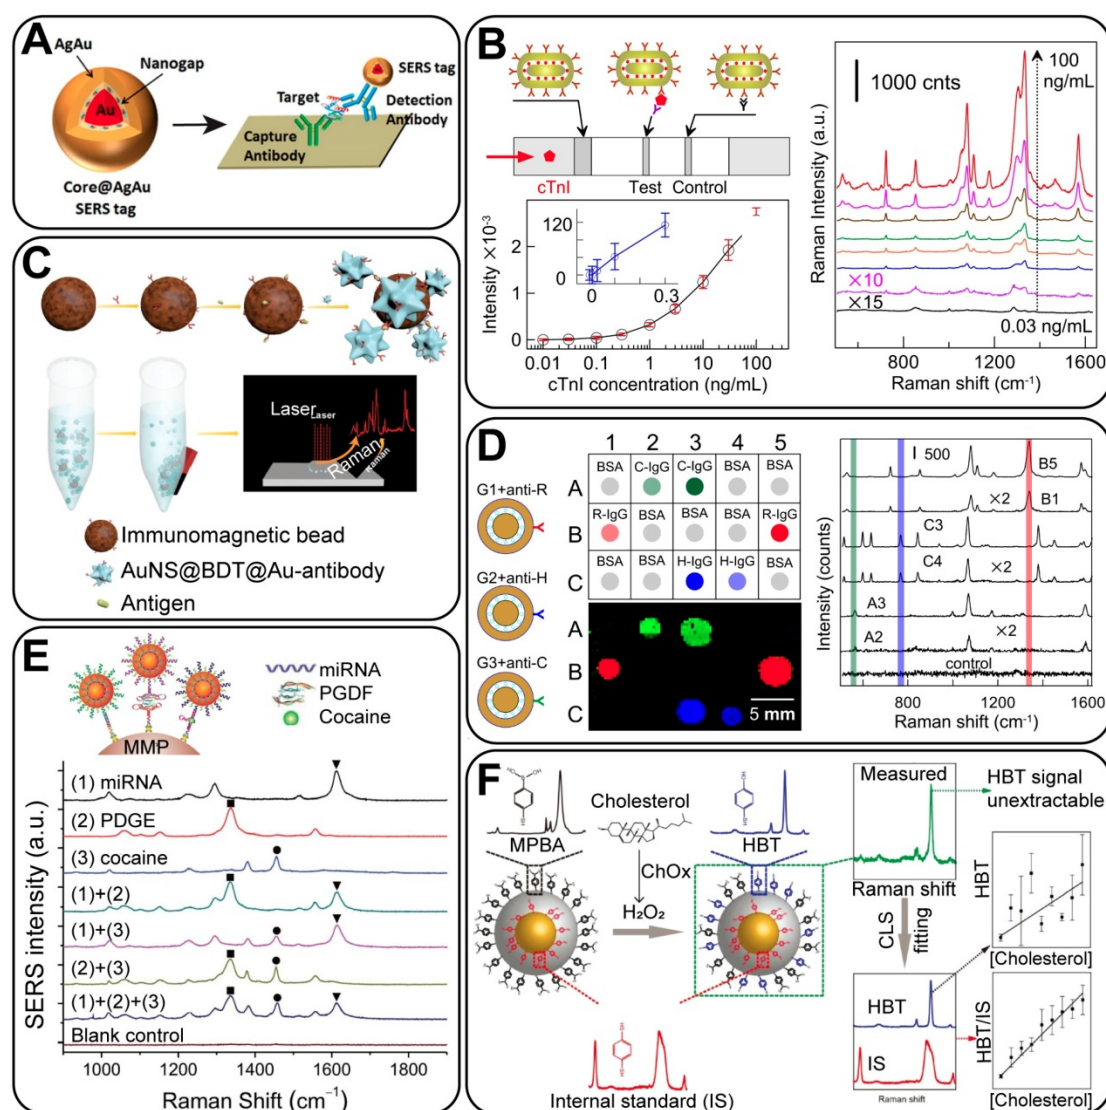 A
AgAu
Nanogap
Au
Core@AgAu
SERS tag
SERS tag
Target
Detection
Antibody
Capture
Antibody
B
cTnI
Test
Control
Intensity ×10⁻³
2
1
0
120
80
0
0
0.3
0.01
0.1
1
10
100
cTnI concentration (ng/mL)
Raman Intensity (a.u.)
1000 cnts
100
ng/mL
×10
×15
0.03 ng/mL
800
1200
1600
Raman shift (cm⁻¹)
C
Laser
Laser
Raman
Raman
Immunomagnetic bead
AuNS@BDT@Au-antibody
Antigen
D
1 2 3 4 5
G1+anti-R
G2+anti-H
G3+anti-C
A
BSA C-IgG C-IgG BSA BSA
B
R-IgG BSA BSA BSA R-IgG
C
BSA BSA H-IgG H-IgG BSA
A
B
C
5 mm
Intensity (counts)
500
B5
×2 B1
C3
C4 ×2
A3
A2 ×2
control
800
1200
1600
Raman shift (cm⁻¹)
E
miRNA
PGDF
Cocaine
MMP
SERS intensity (a.u.)
(1) miRNA
(2) PDGE
(3) cocaine
(1)+(2)
(1)+(3)
(2)+(3)
(1)+(2)+(3)
Blank control
1000
1200
1400
1600
1800
Raman Shift (cm⁻¹)
F
MPBA
Cholesterol
ChOx
H₂O₂
HBT
Internal standard (IS)
Measured
Raman shift
HBT signal
unextractable
CLS
fitting
HBT
IS
Raman shift
HBT
[Cholesterol]
HBT/IS
[Cholesterol]